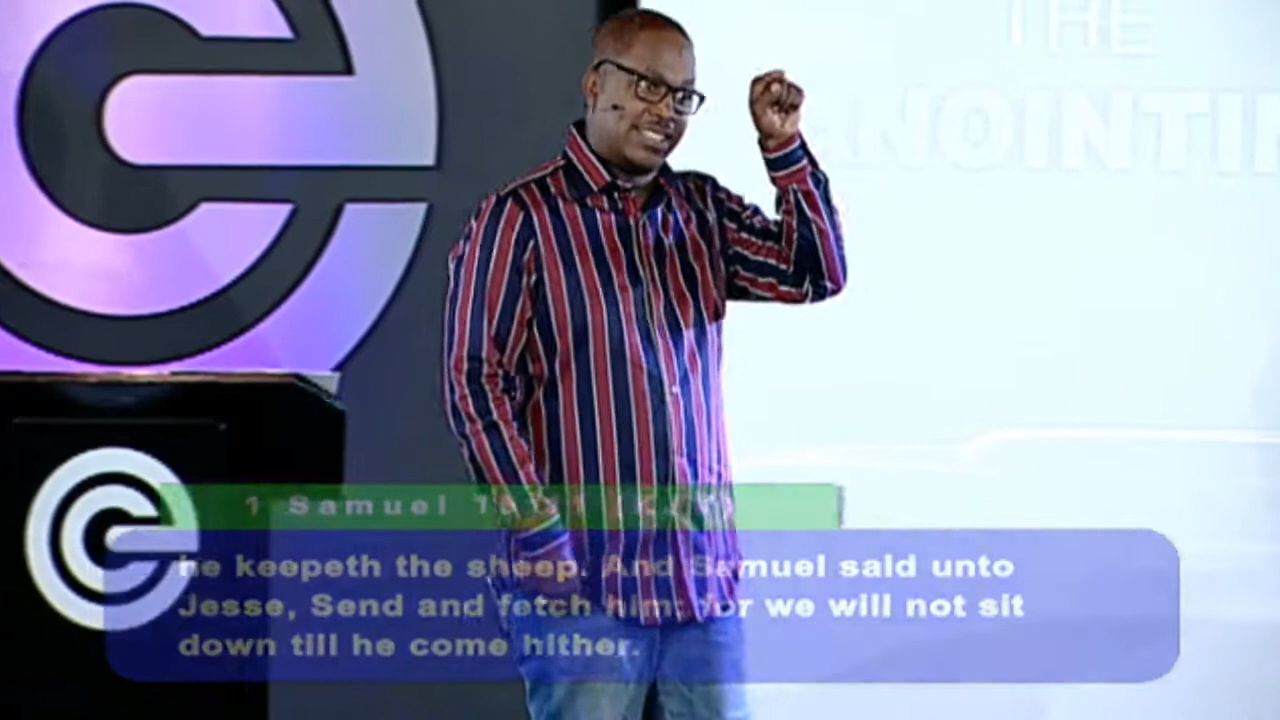 THE
ANOINTI
1 Samuel
he keepeth the sheep. And Samuel said unto
Jesse, Send and fetch him: for we will not sit
down till he come hither.